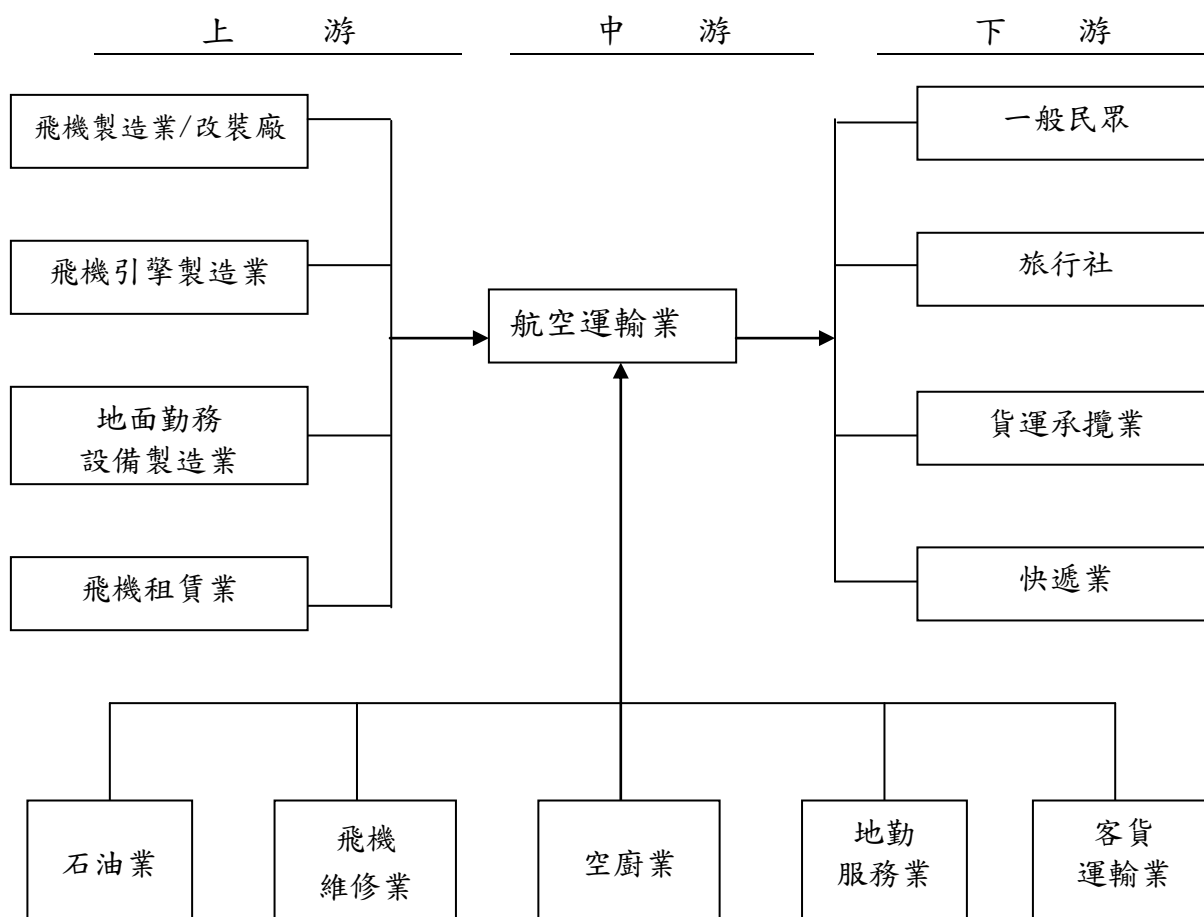 上 游
中 游
下 游
飛機製造業/改裝廠
一般民眾
飛機引擎製造業
旅行社
航空運輸業
地面勤務
設備製造業
貨運承攬業
飛機租賃業
快遞業
石油業
飛機
維修業
空廚業
地勤
服務業
客貨
運輸業